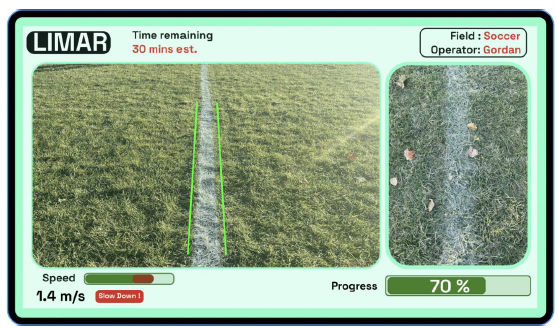 LIMAR
Time remaining
30 mins est.
Field : Soccer
Operator: Gordan
Speed
1.4 m/s
Slow Down !
Progress
70 %